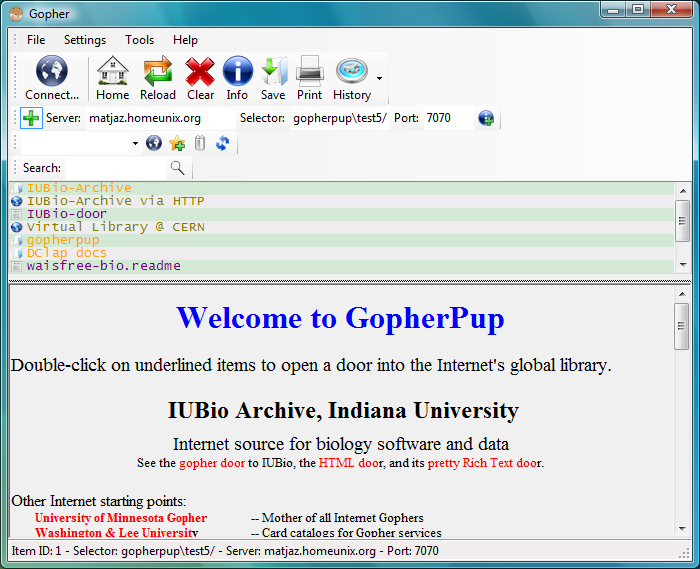 Gopher
File Settings Tools Help
Connect... Home Reload Clear Info Save Print History
Server: matjaz.homeunix.org Selector: gopherpup\test5/ Port: 7070
Search:
IUBio-Archive
IUBio-Archive via HTTP
IUBio-door
Virtual Library @ CERN
gopherpup
DClap docs
waisfree-bio.readme
Welcome to GopherPup
Double-click on underlined items to open a door into the Internet's global library.
IUBio Archive, Indiana University
Internet source for biology software and data
See the gopher door to IUBio, the HTML door, and its pretty Rich Text door.
Other Internet starting points:
University of Minnesota Gopher -- Mother of all Internet Gophers
Washington & Lee University -- Card catalogs for Gopher services
Item ID: 1 - Selector: gopherpup\test5/ - Server: matjaz.homeunix.org - Port: 7070